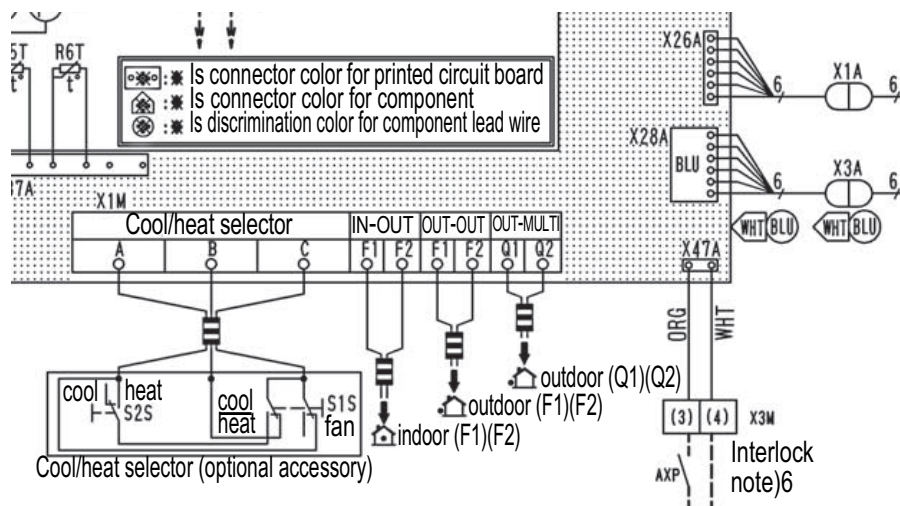 5T
R6T
t°
t°
X26A
X1A
6
6
Is connector color for printed circuit board
Is connector color for component
Is discrimination color for component lead wire
X28A
BLU
X3A
6
6
37A
X1M
Cool/heat selector
IN-OUT
OUT-OUT
OUT-MULTI
WHT
BLU
WHT
BLU
A
B
C
F1
F2
F1
F2
Q1
Q2
X47A
ORG
WHT
cool
heat
S2S
cool
heat
S1S
fan
outdoor (Q1)(Q2)
outdoor (F1)(F2)
indoor (F1)(F2)
(3)
(4)
X3M
Cool/heat selector (optional accessory)
AXP
Interlock
note)6